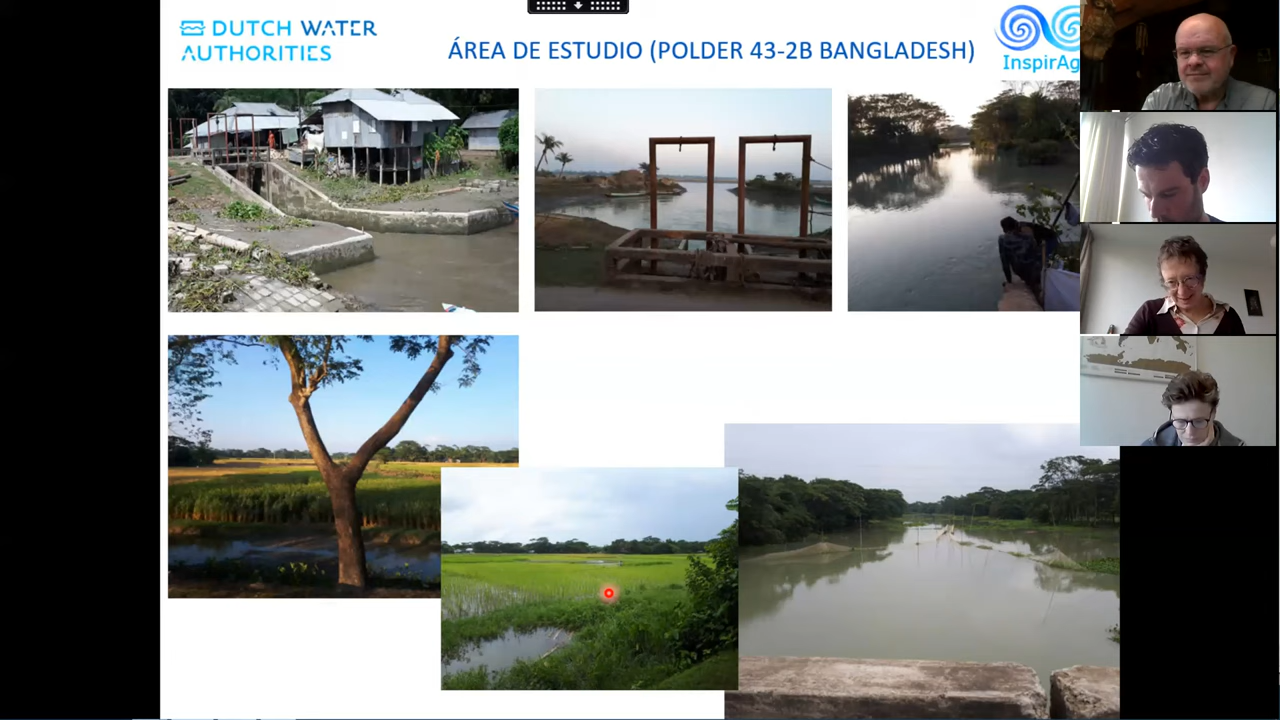 DUTCH WATER
AUTHORITIES
ÁREA DE ESTUDIO (POLDER 43-2B BANGLADESH)
InspirAg